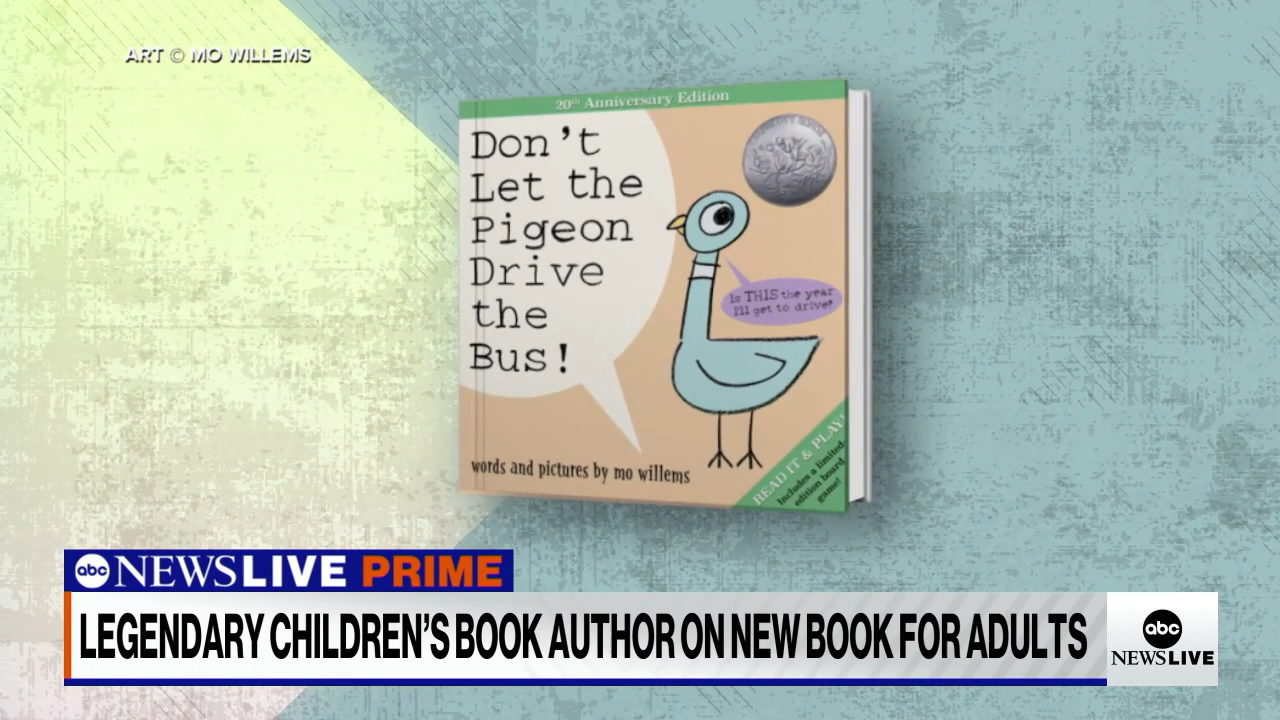 ART © MO WILLEMS
20th Anniversary Edition
Don't
Let the
Pigeon
Drive
the
Bus!
Is THIS the year
I'll get to drive?
words and pictures by mo willems
READ IT & PLAY!
Includes a limited
edition board
game!
abc NEWS LIVE PRIME
LEGENDARY CHILDREN'S BOOK AUTHOR ON NEW BOOK FOR ADULTS
abc
NEWS LIVE